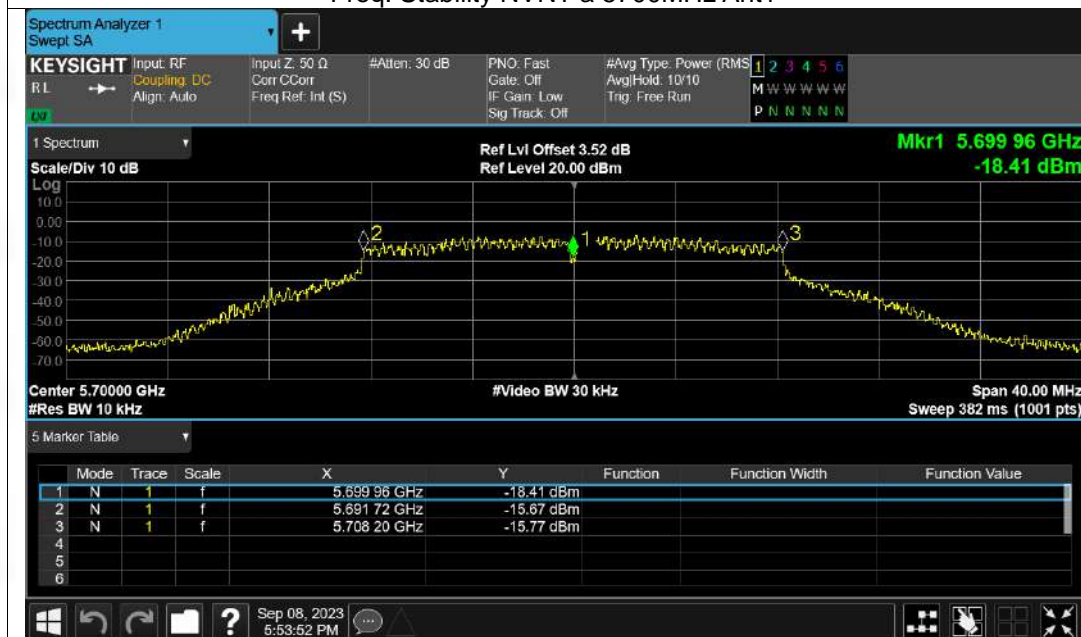 Freq. Stability NVNT a 5700MHz Ant1
Spectrum Analyzer 1
Swept SA
KEYSIGHT
RL
Input: RF
Coupling: DC
Align: Auto
Input Z: 50 Ω
Corr CCorr
Freq Ref: Int (S)
#Atten: 30 dB
PNO: Fast
Gate: Off
IF Gain: Low
Sig Track: Off
#Avg Type: Power (RMS
Avg|Hold: 10/10
Trig: Free Run
1 2 3 4 5 6
M W W W W W
P N N N N N
1 Spectrum
Scale/Div 10 dB
Ref Lvl Offset 3.52 dB
Ref Level 20.00 dBm
Mkr1 5.699 96 GHz
-18.41 dBm
Log
10.0
0.00
-10.0
-20.0
-30.0
-40.0
-50.0
-60.0
-70.0
2
1
3
Center 5.70000 GHz
#Video BW 30 kHz
Span 40.00 MHz
#Res BW 10 kHz
Sweep 382 ms (1001 pts)
5 Marker Table
Mode Trace Scale X Y Function Function Width Function Value
1 N 1 f 5.699 96 GHz -18.41 dBm
2 N 1 f 5.691 72 GHz -15.67 dBm
3 N 1 f 5.708 20 GHz -15.77 dBm
4
5
6
?
Sep 08, 2023
5:53:52 PM